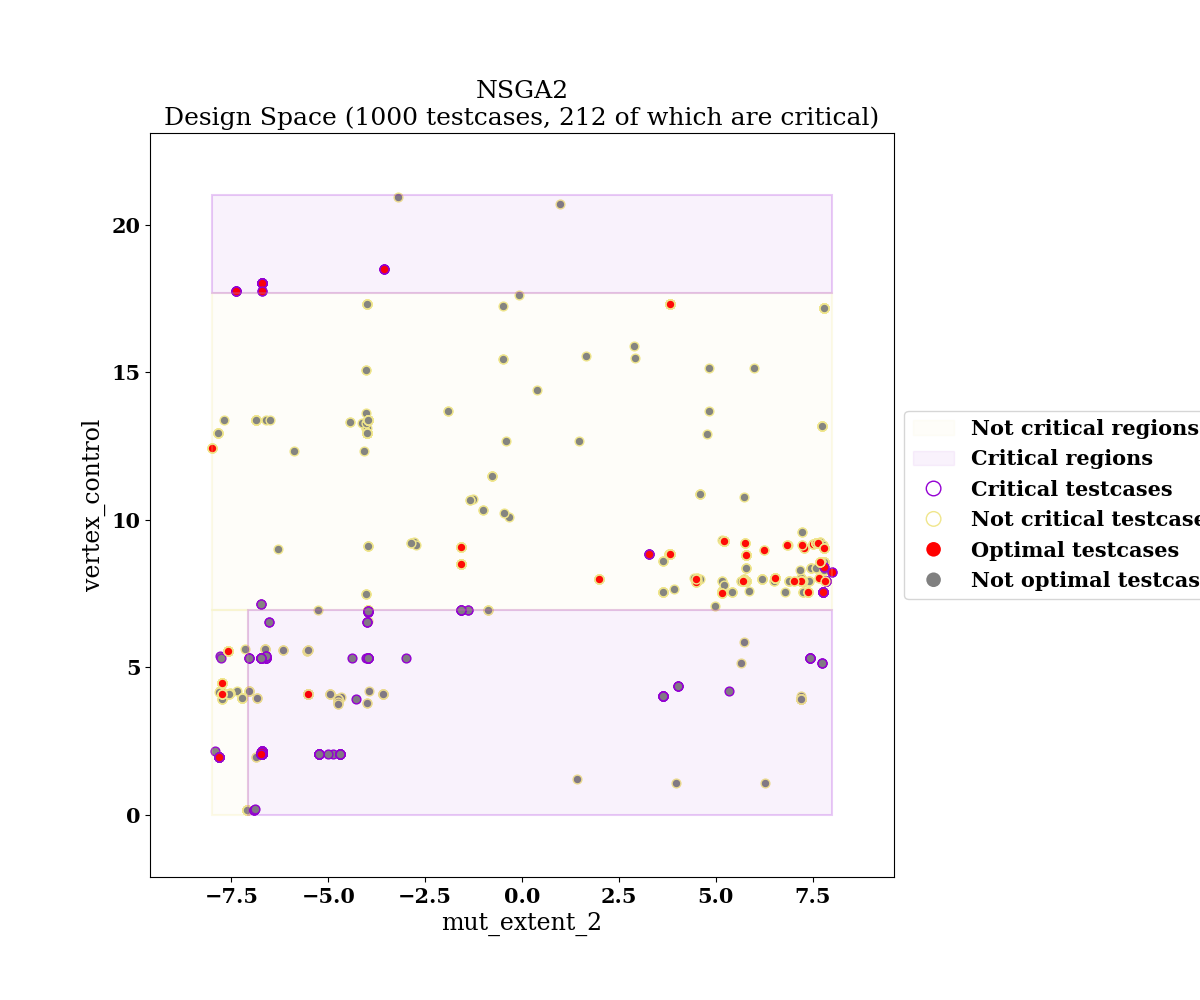 NSGA2
Design Space (1000 testcases, 212 of which are critical)
20
15
10
5
0
vertex_control
−7.5
−5.0
−2.5
0.0
2.5
5.0
7.5
mut_extent_2
Not critical regions
Critical regions
Critical testcases
Not critical testcase
Optimal testcases
Not optimal testcas